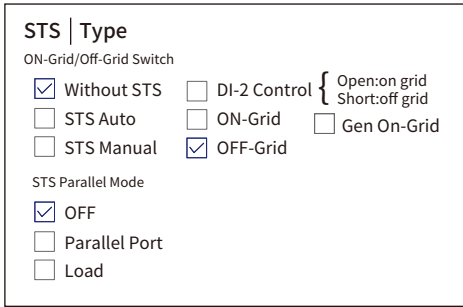 STS | Type
ON-Grid/Off-Grid Switch
Without STS DI-2 Control { Open:on grid
Short:off grid
STS Auto ON-Grid Gen On-Grid
STS Manual OFF-Grid
STS Parallel Mode
OFF
Parallel Port
Load